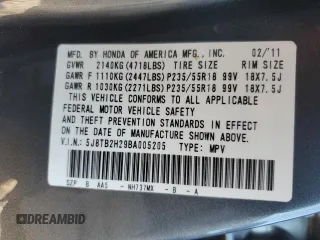 MFD. BY HONDA OF AMERICA MFG., INC. 02/11
GVWR 2140KG(4718LBS) TIRE SIZE RIM SIZE
GAWR F 1110KG(2447LBS)P235/55R18 99V 18X7.5J
GAWR R 1030KG(2271LBS)P235/55R18 99V 18X7.5J
THIS VEHICLE CONFORMS TO ALL APPLICABLE
FEDERAL MOTOR VEHICLE SAFETY AND THEFT
PREVENTION STANDARDS IN EFFECT ON THE DATE
OF MANUFACTURE SHOWN ABOVE.
V.I.N.: 5J8TB2H29BA005205 TYPE: MPV
SZP B AA5 - NH737MX - B - A
DREAMBID